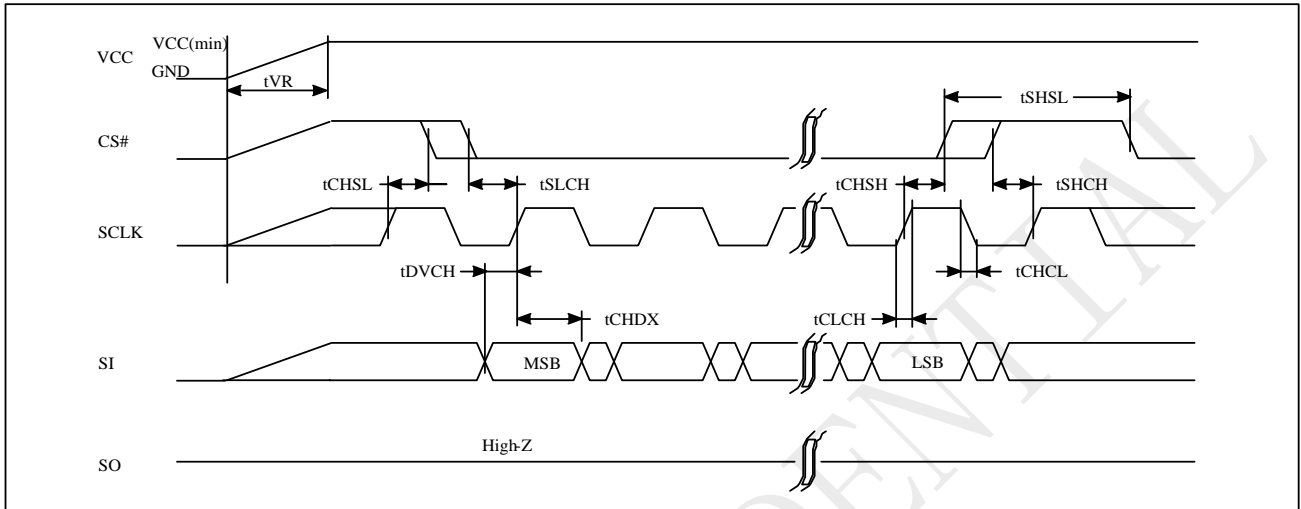 VCC
VCC(min)
GND
tVR
CS#
tSHSL
tCHSL
tSLCH
tCHSH
tSHCH
SCLK
tDVCH
tCHCL
tCHDX
tCLCH
SI
MSB
LSB
SO
High-Z
ENTIAL